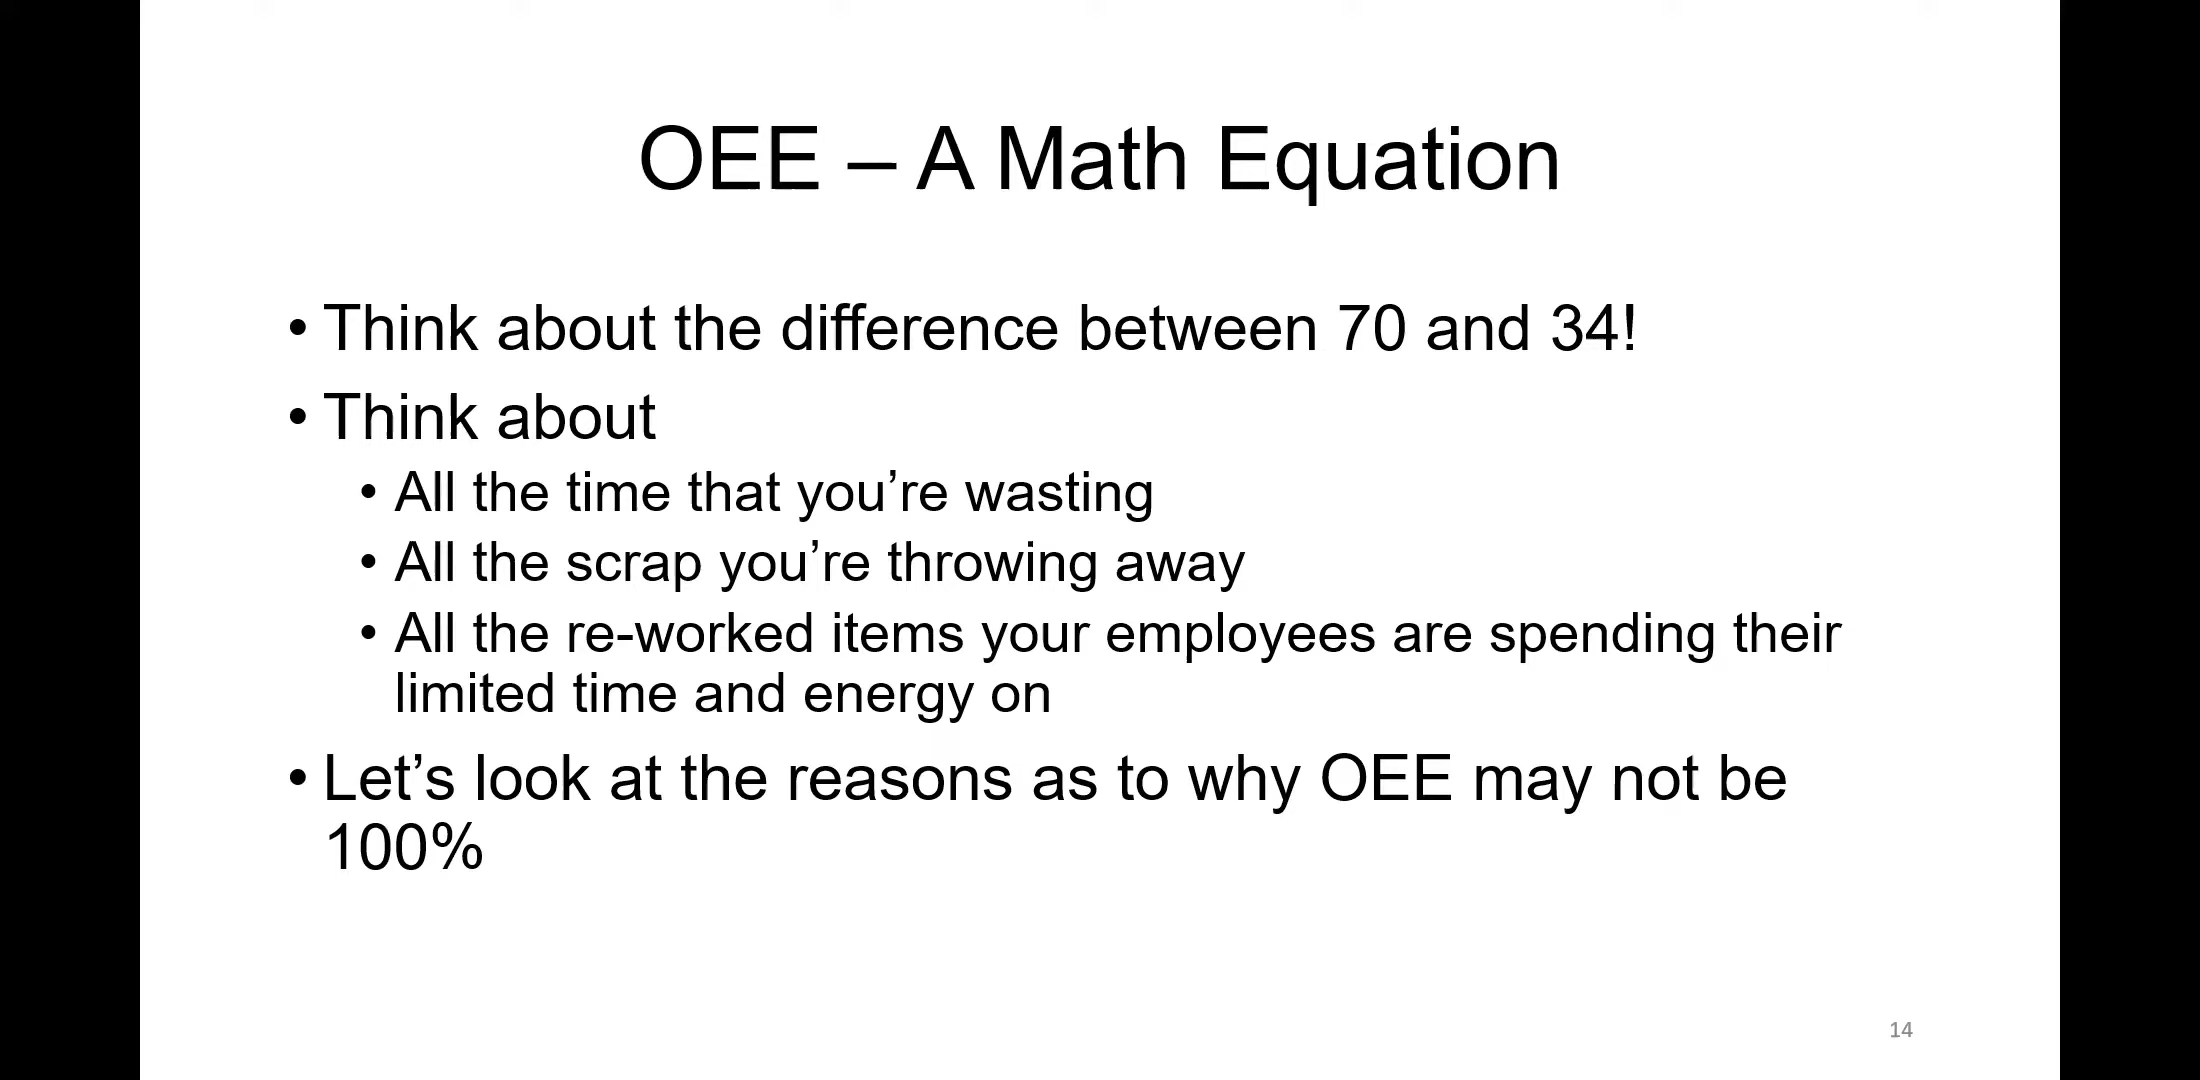 OEE – A Math Equation
• Think about the difference between 70 and 34!
• Think about
• All the time that you’re wasting
• All the scrap you’re throwing away
• All the re-worked items your employees are spending their
limited time and energy on
• Let’s look at the reasons as to why OEE may not be
100%
14